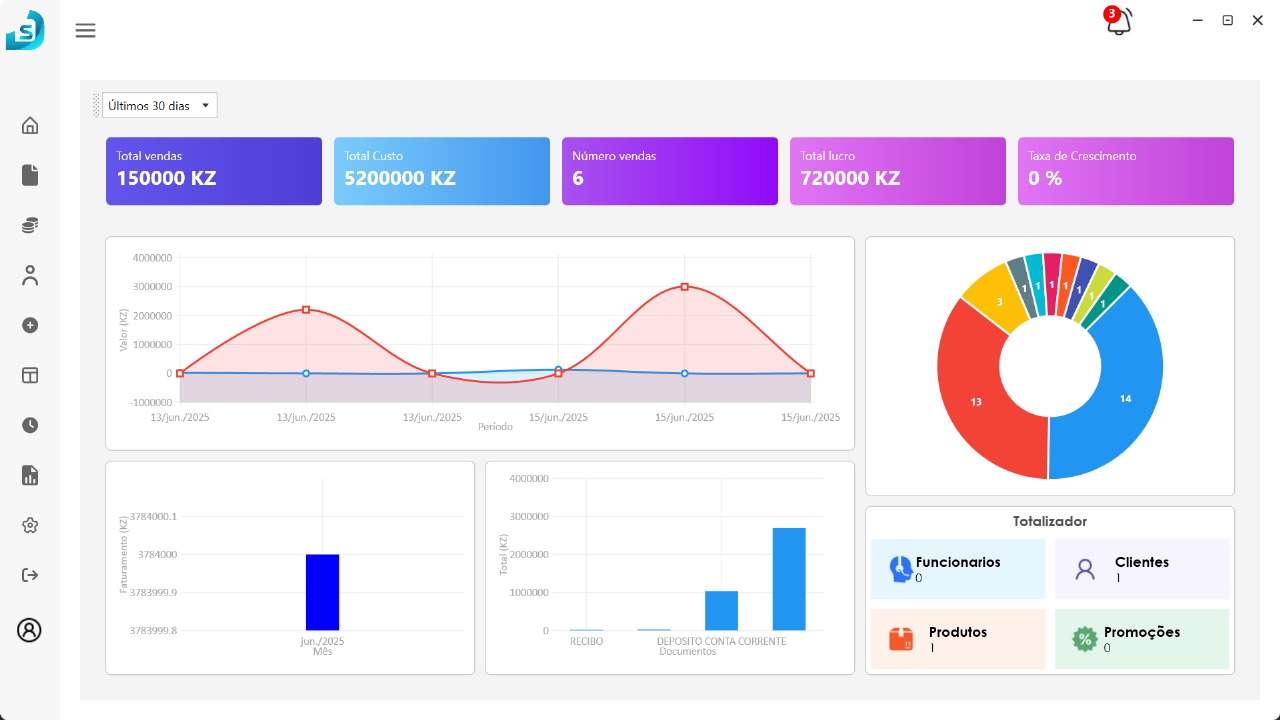 S
3
Últimos 30 dias
Total vendas
150000 KZ
Total Custo
5200000 KZ
Número vendas
6
Total lucro
720000 KZ
Taxa de Crescimento
0 %
Valor (KZ)
4000000
3000000
2000000
1000000
0
-1000000
13/jun./2025 13/jun./2025 13/jun./2025 15/jun./2025 15/jun./2025 15/jun./2025
Período
3
1
1
1
1
1
1
1
13
14
Faturamento (KZ)
3784000.1
3784000
3783999.9
3783999.8
jun./2025
Mês
Total (KZ)
4000000
3000000
2000000
1000000
0
RECIBO DEPOSITO CONTA CORRENTE
Documentos
Totalizador
Funcionarios
0
Clientes
1
Produtos
1
Promoções
0